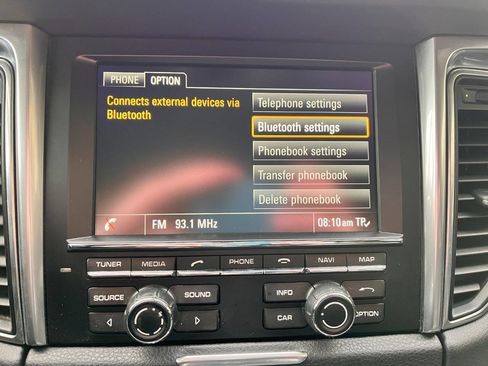 PHONE OPTION
Connects external devices via
Bluetooth
Telephone settings
Bluetooth settings
Phonebook settings
Transfer phonebook
Delete phonebook
FM 93.1 MHz 08:10am TP
TUNER MEDIA PHONE NAVI MAP
SOURCE SOUND INFO
CAR OPTION